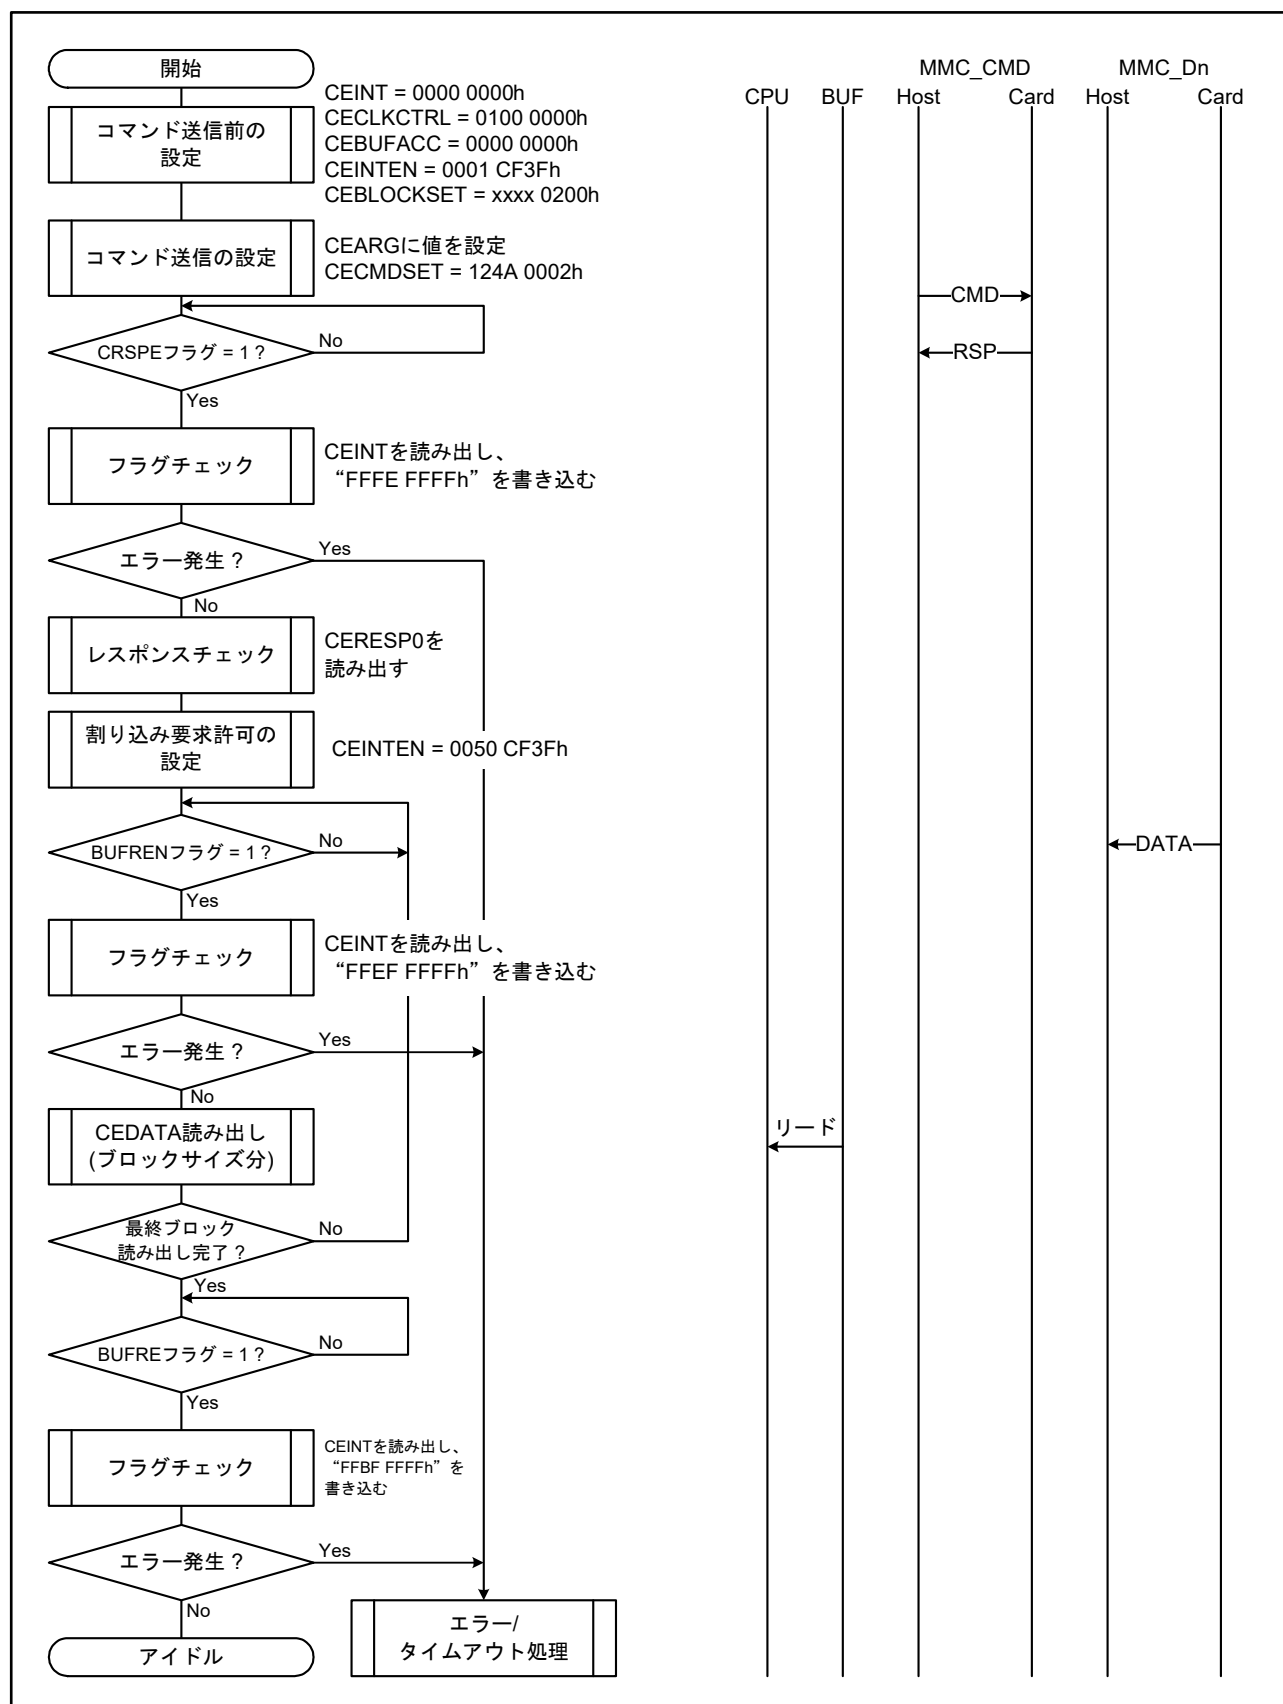 開始
コマンド送信前の
設定
CEINT = 0000 0000h
CECLKCTRL = 0100 0000h
CEBUFACC = 0000 0000h
CEINTEN = 0001 CF3Fh
CEBLOCKSET = xxxx 0200h
コマンド送信の設定
CEARGに値を設定
CECMDSET = 124A 0002h
CRSPEフラグ = 1 ?
No
Yes
フラグチェック
CEINTを読み出し、
“FFFE FFFFh”を書き込む
エラー発生 ?
Yes
No
レスポンスチェック
CERESP0を
読み出す
割り込み要求許可の
設定
CEINTEN = 0050 CF3Fh
BUFRENフラグ = 1 ?
No
Yes
フラグチェック
CEINTを読み出し、
“FFEF FFFFh”を書き込む
エラー発生 ?
Yes
No
CEDATA読み出し
(ブロックサイズ分)
最終ブロック
読み出し完了 ?
No
Yes
BUFREフラグ = 1 ?
No
Yes
フラグチェック
CEINTを読み出し、
“FFBF FFFFh”を
書き込む
エラー発生 ?
Yes
No
アイドル
エラー/
タイムアウト処理
MMC_CMD
MMC_Dn
CPU BUF Host Card Host Card
CMD
RSP
DATA
リード